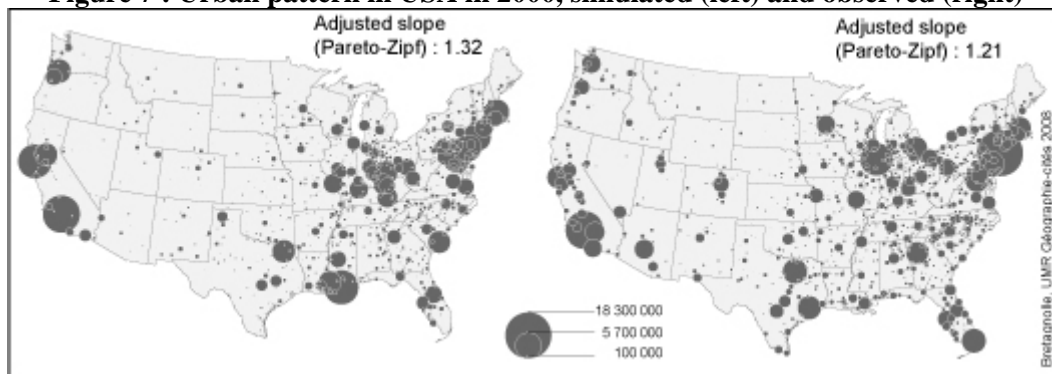 Figure 7 : Urban pattern in USA in 2000, simulated (left) and observed (right)
Adjusted slope
(Pareto-Zipf) : 1.32
Adjusted slope
(Pareto-Zipf) : 1.21
18 300 000
5 700 000
100 000
Bretagnolle, UMR Géographie-cités 2008